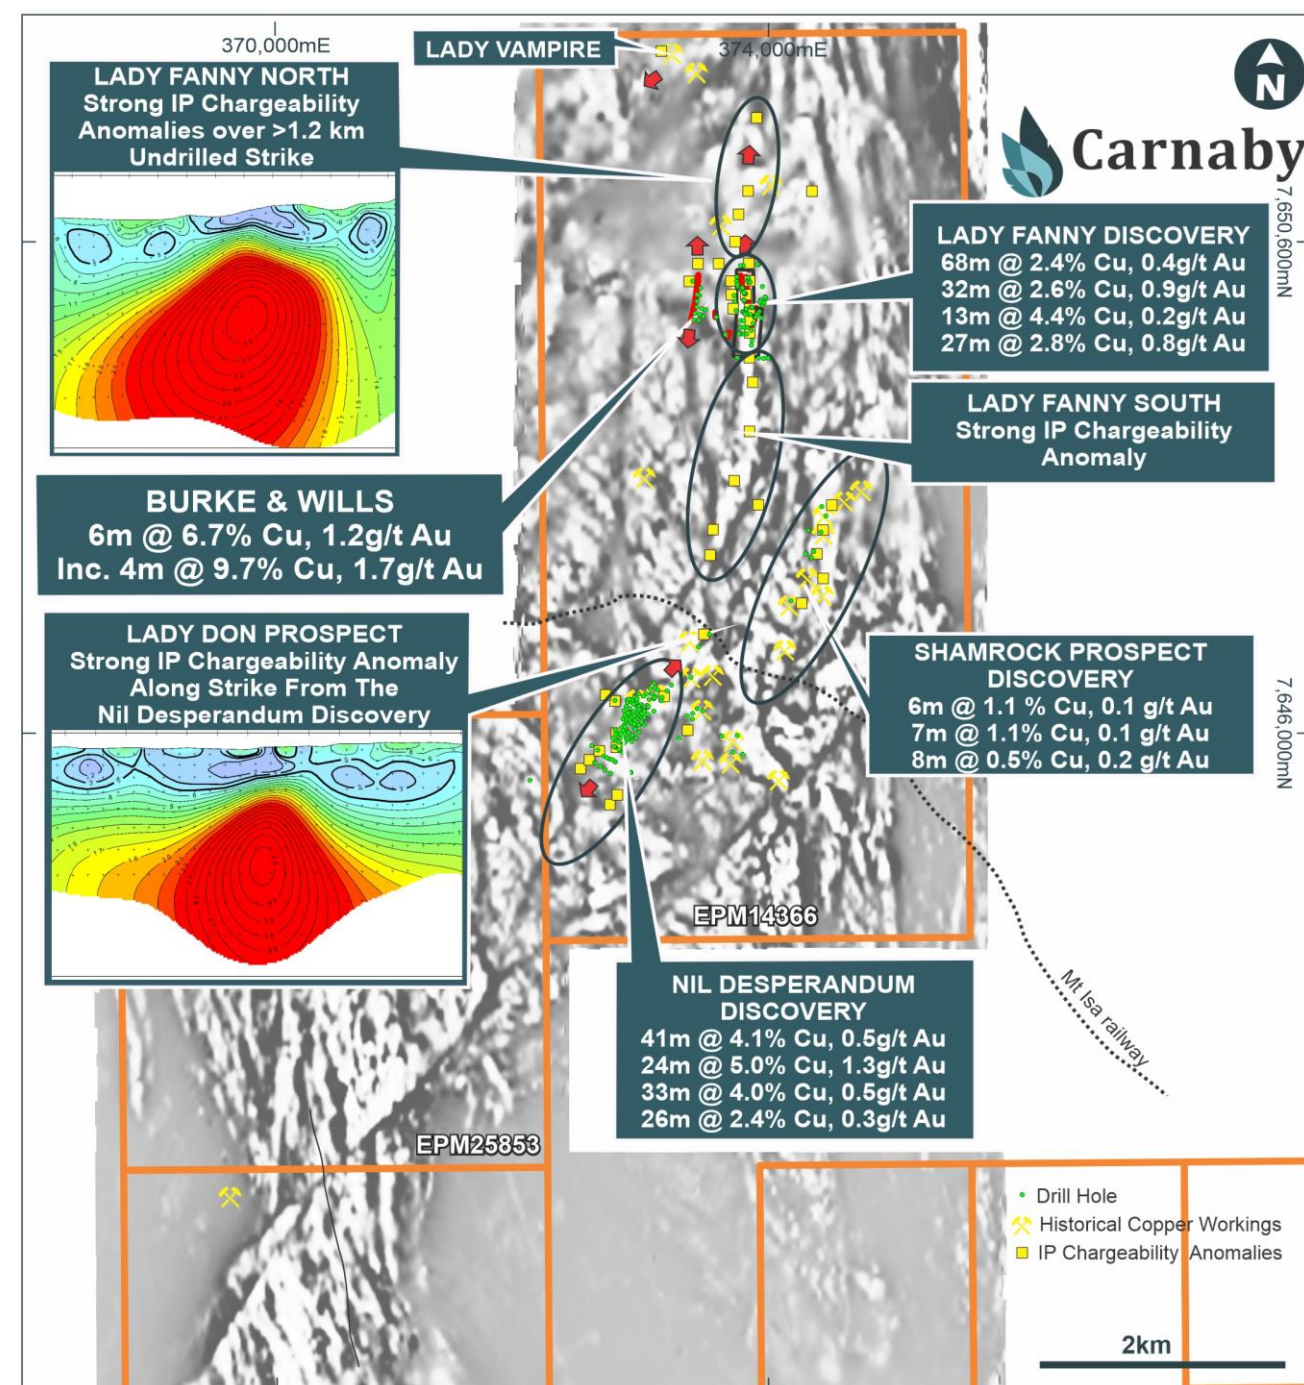 370,000mE
374,000mE
LADY VAMPIRE
N
Carnaby
LADY FANNY NORTH
Strong IP Chargeability
Anomalies over >1.2 km
Undrilled Strike
7,650,600mN
LADY FANNY DISCOVERY
68m @ 2.4% Cu, 0.4g/t Au
32m @ 2.6% Cu, 0.9g/t Au
13m @ 4.4% Cu, 0.2g/t Au
27m @ 2.8% Cu, 0.8g/t Au
LADY FANNY SOUTH
Strong IP Chargeability
Anomaly
BURKE & WILLS
6m @ 6.7% Cu, 1.2g/t Au
Inc. 4m @ 9.7% Cu, 1.7g/t Au
LADY DON PROSPECT
Strong IP Chargeability Anomaly
Along Strike From The
Nil Desperandum Discovery
SHAMROCK PROSPECT
DISCOVERY
6m @ 1.1 % Cu, 0.1 g/t Au
7m @ 1.1% Cu, 0.1 g/t Au
8m @ 0.5% Cu, 0.2 g/t Au
7,646,000mN
EPM14366
NIL DESPERANDUM
DISCOVERY
41m @ 4.1% Cu, 0.5g/t Au
24m @ 5.0% Cu, 1.3g/t Au
33m @ 4.0% Cu, 0.5g/t Au
26m @ 2.4% Cu, 0.3g/t Au
Mt Isa railway
EPM25853
Drill Hole
Historical Copper Workings
IP Chargeability Anomalies
2km